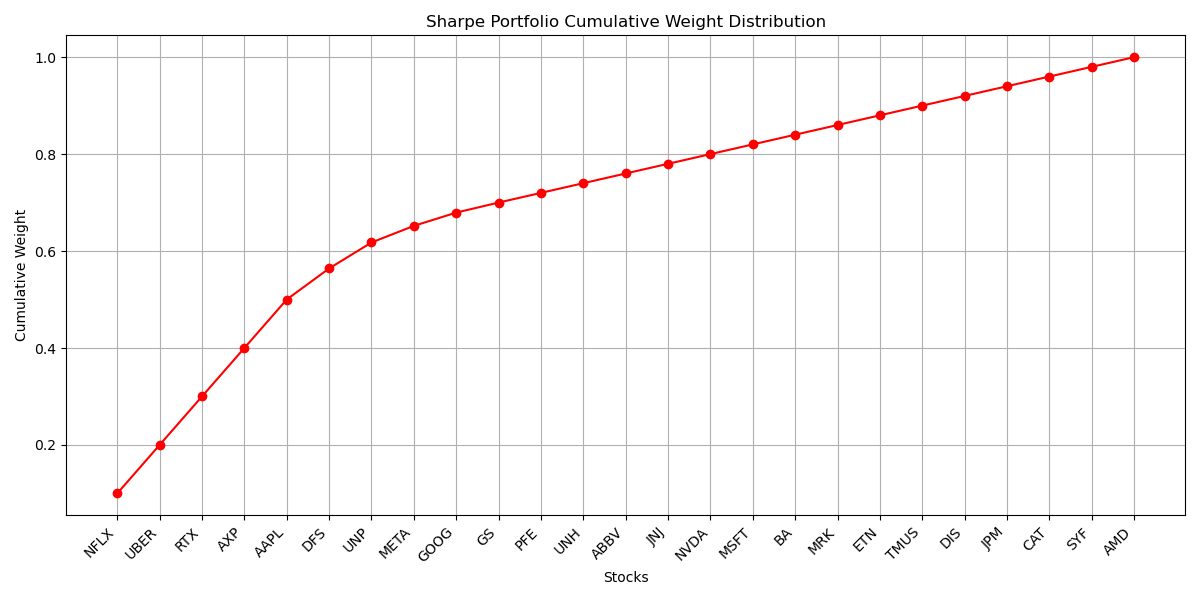 Sharpe Portfolio Cumulative Weight Distribution
Cumulative Weight
1.0
0.8
0.6
0.4
0.2
NFLX
UBER
RTX
AXP
AAPL
DFS
UNP
META
GOOG
GS
PFE
UNH
ABBV
JNJ
NVDA
MSFT
BA
MRK
ETN
TMUS
DIS
JPM
CAT
SYF
AMD
Stocks